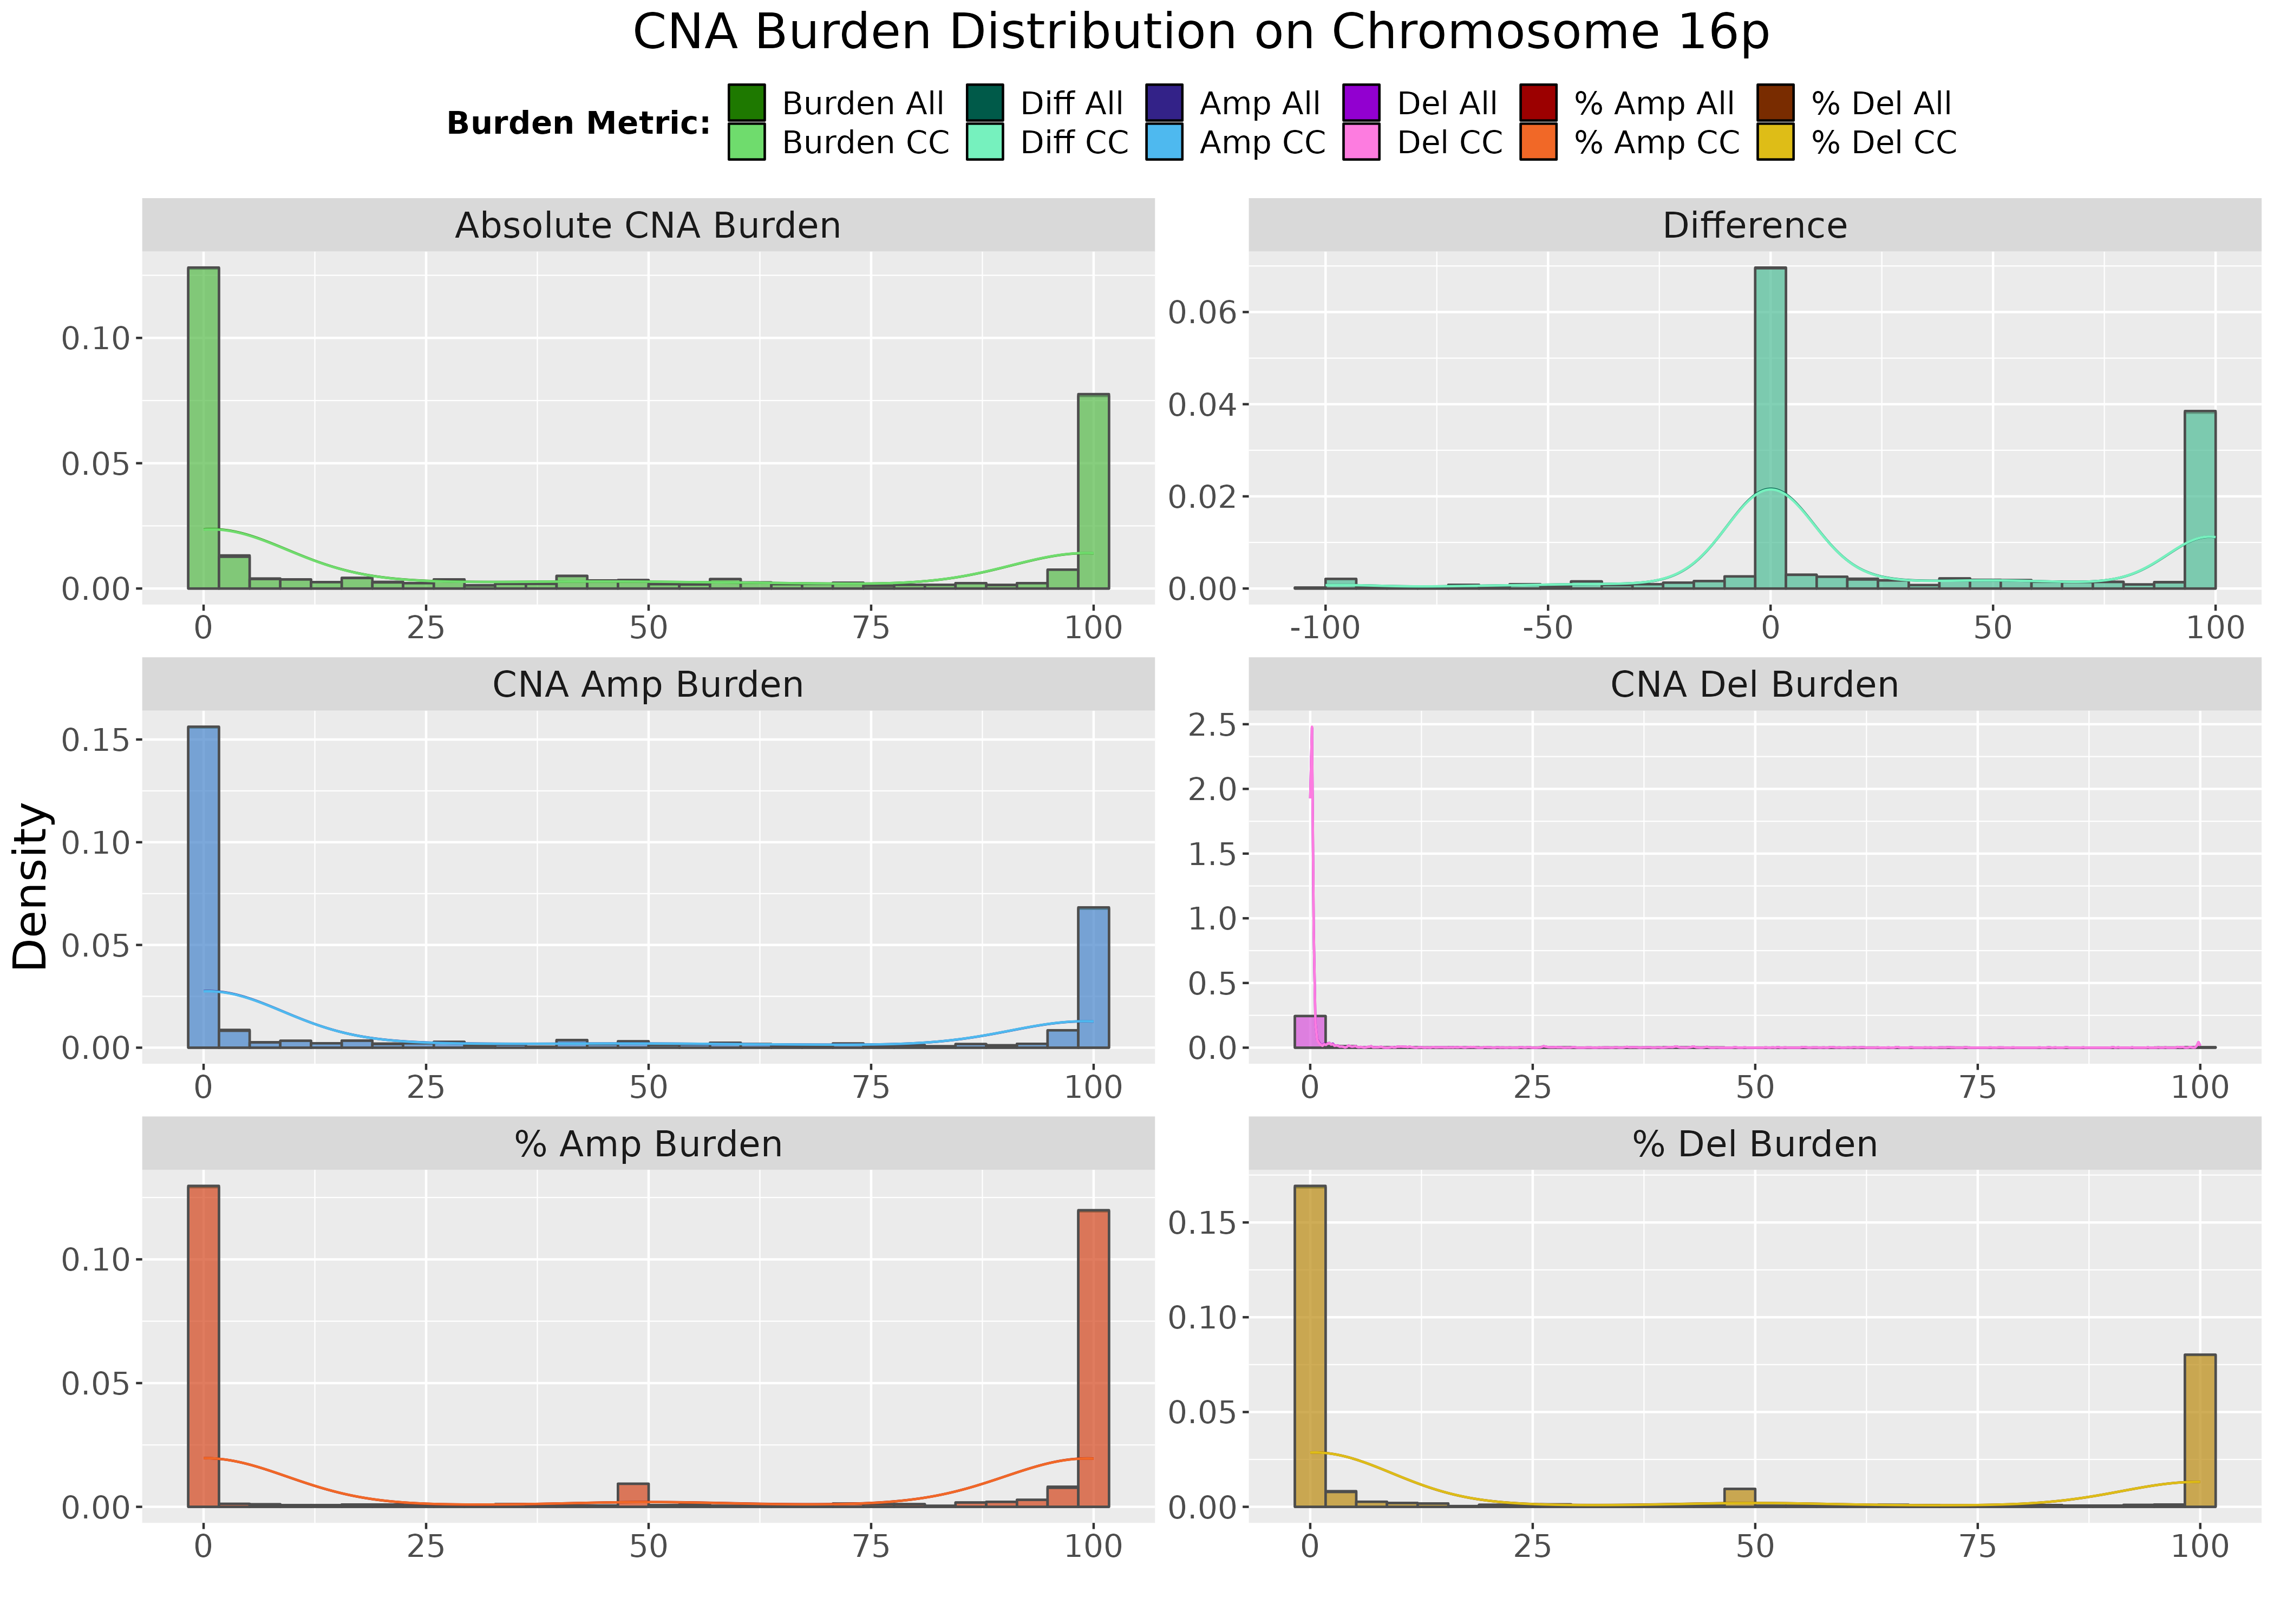 CNA Burden Distribution on Chromosome 16p
Burden Metric:
Burden All Diff All Amp All Del All % Amp All % Del All
Burden CC Diff CC Amp CC Del CC % Amp CC % Del CC
Absolute CNA Burden
0.10
0.05
0.00
0 25 50 75 100
Difference
0.06
0.04
0.02
0.00
-100 -50 0 50 100
Density
CNA Amp Burden
0.15
0.10
0.05
0.00
0 25 50 75 100
CNA Del Burden
2.5
2.0
1.5
1.0
0.5
0.0
0 25 50 75 100
% Amp Burden
0.10
0.05
0.00
0 25 50 75 100
% Del Burden
0.15
0.10
0.05
0.00
0 25 50 75 100